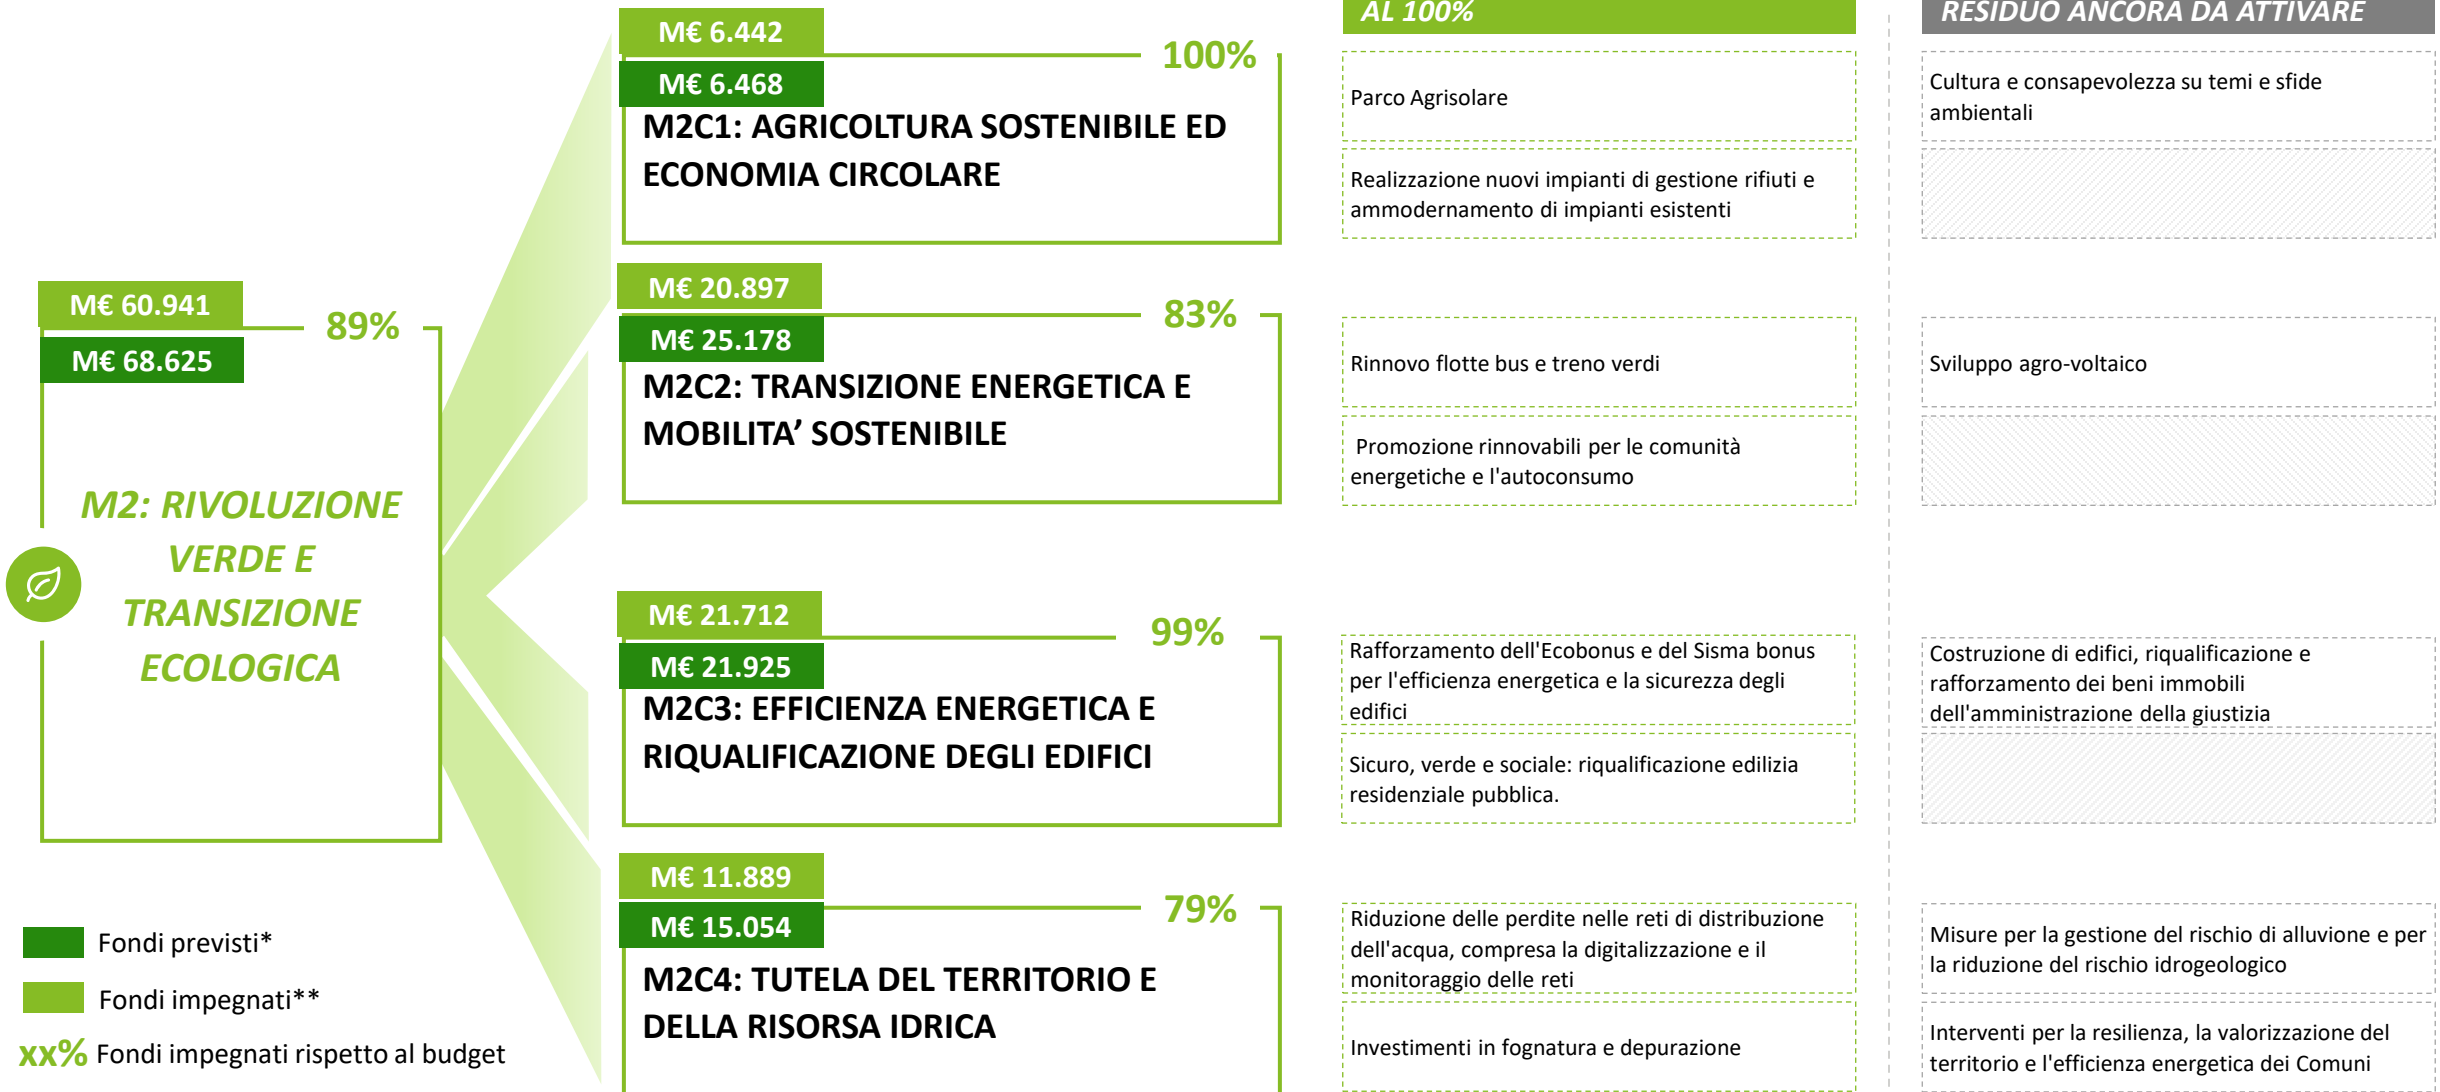 M€ 60.941
89%
M€ 68.625
M2: RIVOLUZIONE
VERDE E
TRANSIZIONE
ECOLOGICA
Fondi previsti*
Fondi impegnati**
xx% Fondi impegnati rispetto al budget
M€ 6.442
100%
M€ 6.468
M2C1: AGRICOLTURA SOSTENIBILE ED
ECONOMIA CIRCOLARE
M€ 20.897
83%
M€ 25.178
M2C2: TRANSIZIONE ENERGETICA E
MOBILITA’ SOSTENIBILE
M€ 21.712
99%
M€ 21.925
M2C3: EFFICIENZA ENERGETICA E
RIQUALIFICAZIONE DEGLI EDIFICI
M€ 11.889
79%
M€ 15.054
M2C4: TUTELA DEL TERRITORIO E
DELLA RISORSA IDRICA
AL 100%
Parco Agrisolare
Realizzazione nuovi impianti di gestione rifiuti e
ammodernamento di impianti esistenti
Rinnovo flotte bus e treno verdi
Promozione rinnovabili per le comunità
energetiche e l'autoconsumo
Rafforzamento dell'Ecobonus e del Sisma bonus
per l'efficienza energetica e la sicurezza degli
edifici
Sicuro, verde e sociale: riqualificazione edilizia
residenziale pubblica.
Riduzione delle perdite nelle reti di distribuzione
dell'acqua, compresa la digitalizzazione e il
monitoraggio delle reti
Investimenti in fognatura e depurazione
RESIDUO ANCORA DA ATTIVARE
Cultura e consapevolezza su temi e sfide
ambientali
Sviluppo agro-voltaico
Costruzione di edifici, riqualificazione e
rafforzamento dei beni immobili
dell'amministrazione della giustizia
Misure per la gestione del rischio di alluvione e per
la riduzione del rischio idrogeologico
Interventi per la resilienza, la valorizzazione del
territorio e l'efficienza energetica dei Comuni